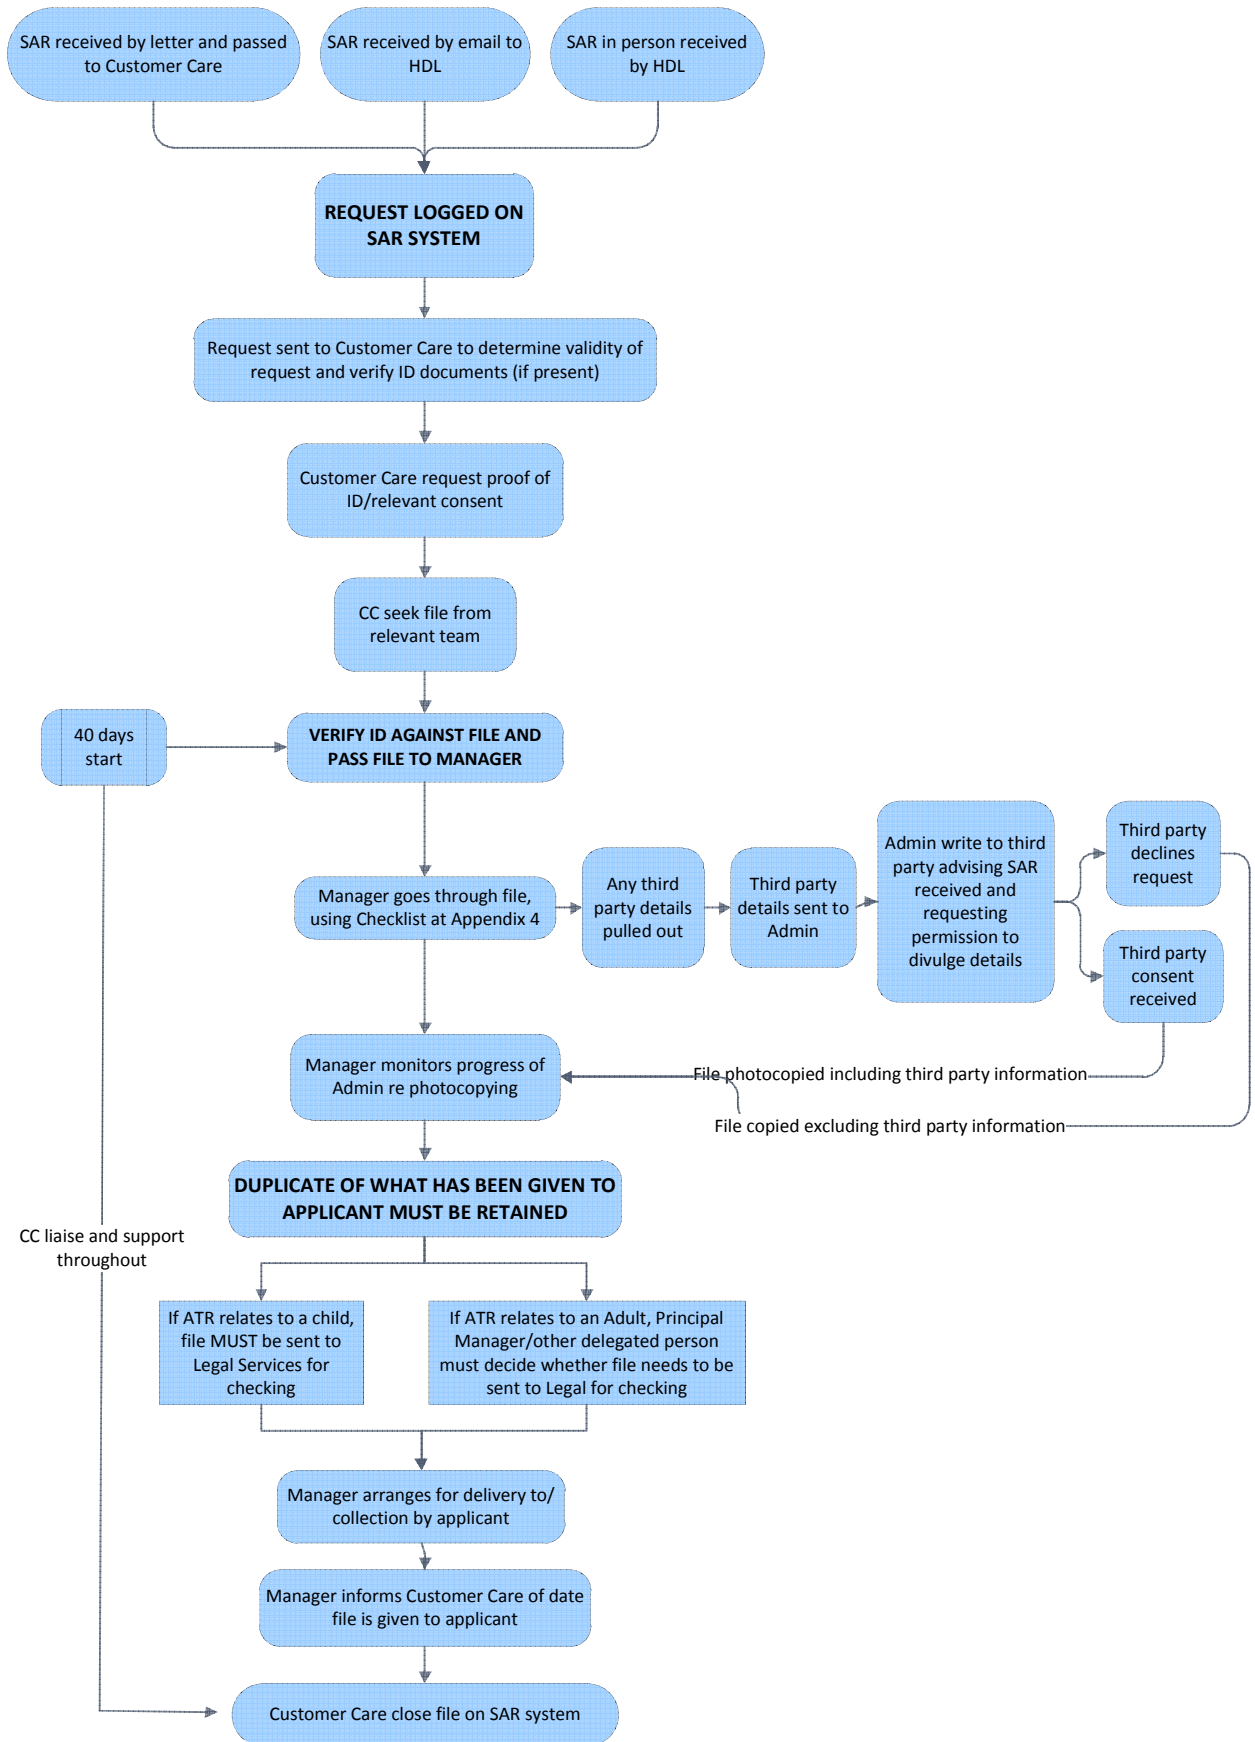 SAR received by letter and passed
to Customer Care
SAR received by email to
HDL
SAR in person received
by HDL
REQUEST LOGGED ON
SAR SYSTEM
Request sent to Customer Care to determine validity of
request and verify ID documents (if present)
Customer Care request proof of
ID/relevant consent
CC seek file from
relevant team
40 days
start
VERIFY ID AGAINST FILE AND
PASS FILE TO MANAGER
Manager goes through file,
using Checklist at Appendix 4
Any third
party details
pulled out
Third party
details sent to
Admin
Admin write to third
party advising SAR
received and
requesting
permission to
divulge details
Third party
declines
request
Third party
consent
received
Manager monitors progress of
Admin re photocopying
File photocopied including third party information
File copied excluding third party information
DUPLICATE OF WHAT HAS BEEN GIVEN TO
APPLICANT MUST BE RETAINED
CC liaise and support
throughout
If ATR relates to a child,
file MUST be sent to
Legal Services for
checking
If ATR relates to an Adult, Principal
Manager/other delegated person
must decide whether file needs to be
sent to Legal for checking
Manager arranges for delivery to/
collection by applicant
Manager informs Customer Care of date
file is given to applicant
Customer Care close file on SAR system